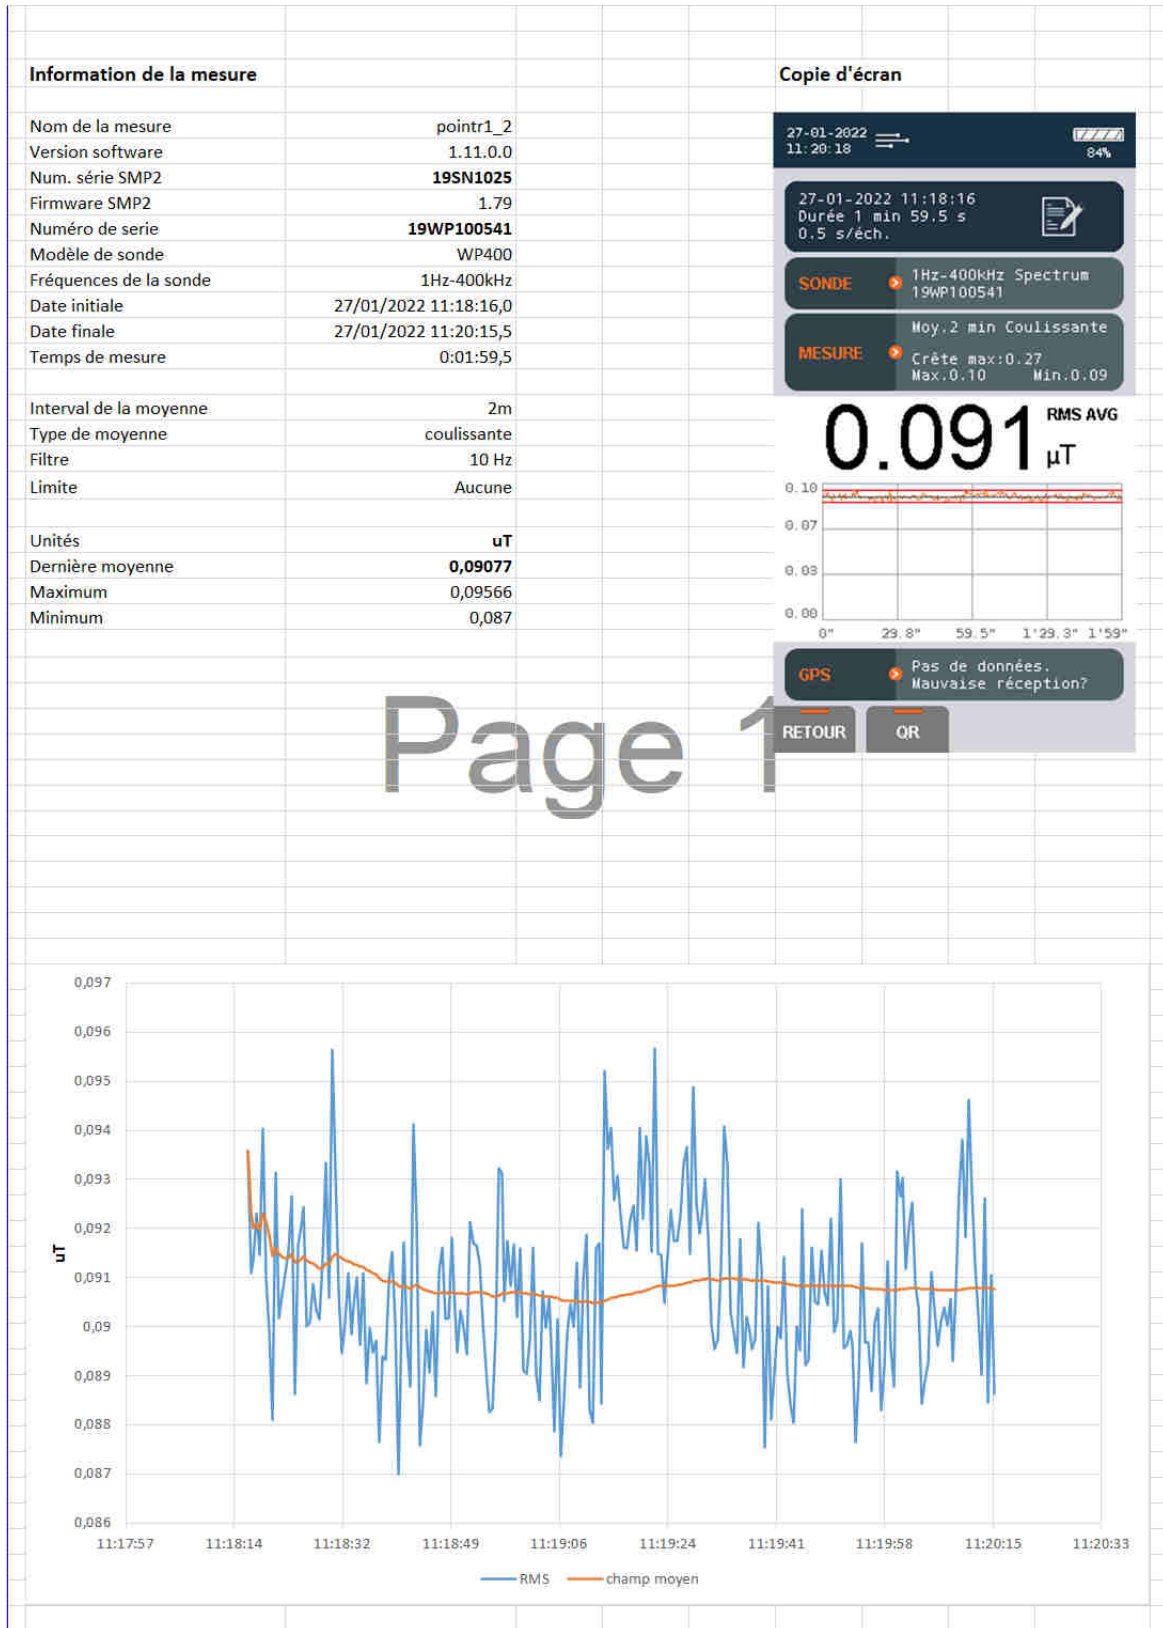 Information de la mesure
Nom de la mesure pointr1_2
Version software 1.11.0.0
Num. série SMP2 19SN1025
Firmware SMP2 1.79
Numéro de serie 19WP100541
Modèle de sonde WP400
Fréquences de la sonde 1Hz-400kHz
Date initiale 27/01/2022 11:18:16,0
Date finale 27/01/2022 11:20:15,5
Temps de mesure 0:01:59,5
Interval de la moyenne 2m
Type de moyenne coulissante
Filtre 10 Hz
Limite Aucune
Unités uT
Dernière moyenne 0,09077
Maximum 0,09566
Minimum 0,087
Copie d'écran
27-01-2022
11:20:18
84%
27-01-2022 11:18:16
Durée 1 min 59.5 s
0.5 s/éch.
SONDE
1Hz-400kHz Spectrum
19WP100541
MESURE
Moy.2 min Coulissante
Crête max:0.27
Max.0.10 Min.0.09
0.091 RMS AVG
µT
0.10
0.07
0.03
0.00
0" 29.8" 59.5" 1'29.3" 1'59"
GPS
Pas de données.
Mauvaise réception?
RETOUR QR
Page 1
0,097
0,096
0,095
0,094
0,093
0,092
0,091
0,09
0,089
0,088
0,087
0,086
uT
11:17:57 11:18:14 11:18:32 11:18:49 11:19:06 11:19:24 11:19:41 11:19:58 11:20:15 11:20:33
RMS champ moyen